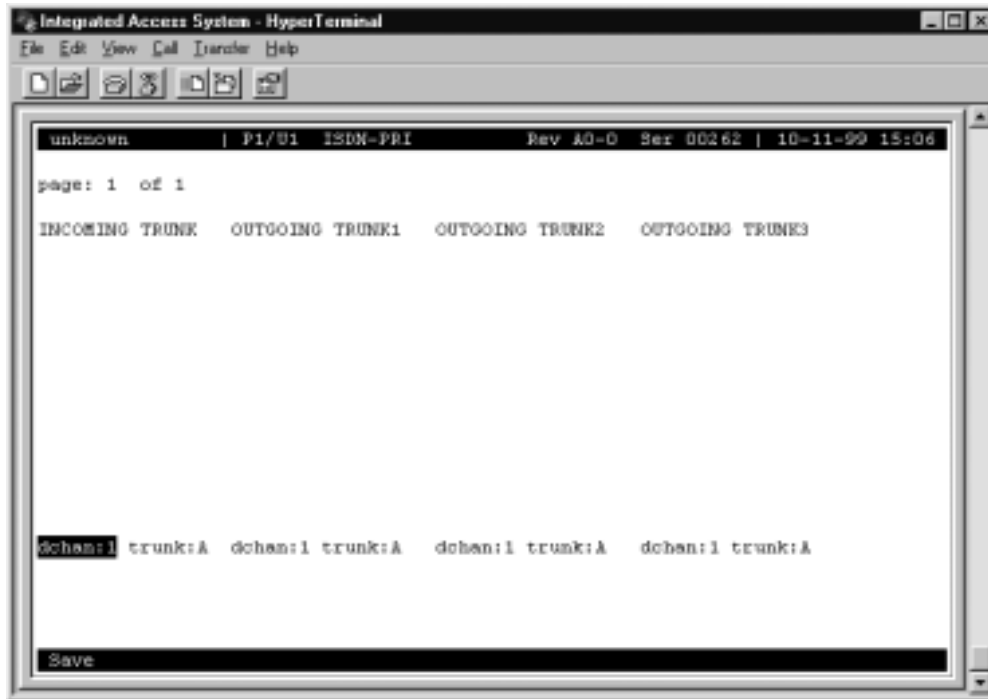 Integrated Access System - HyperTerminal
File Edit View Call Transfer Help
unknown | P1/U1 ISDN-PRI Rev A0-0 Ser 00262 | 10-11-99 15:06
page: 1 of 1
INCOMING TRUNK OUTGOING TRUNK1 OUTGOING TRUNK2 OUTGOING TRUNK3
dchan:1 trunk:A dchan:1 trunk:A dchan:1 trunk:A dchan:1 trunk:A
Save